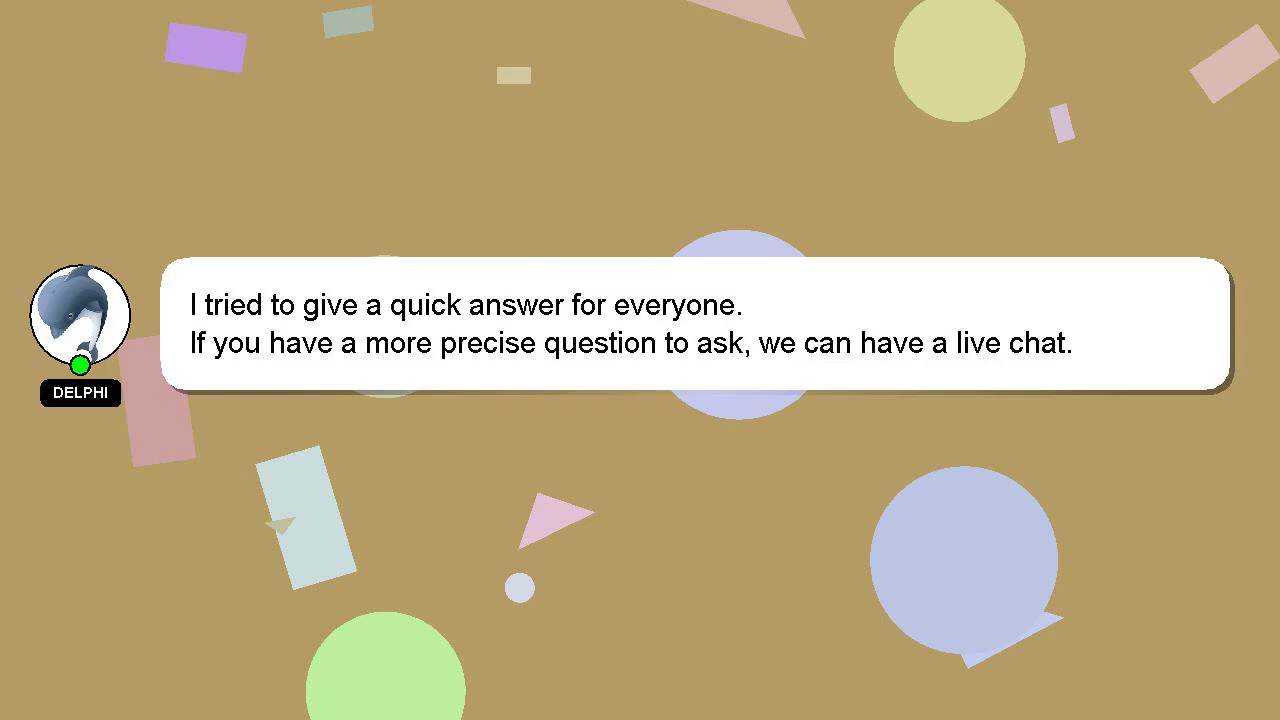 I tried to give a quick answer for everyone.
If you have a more precise question to ask, we can have a live chat.
DELPHI